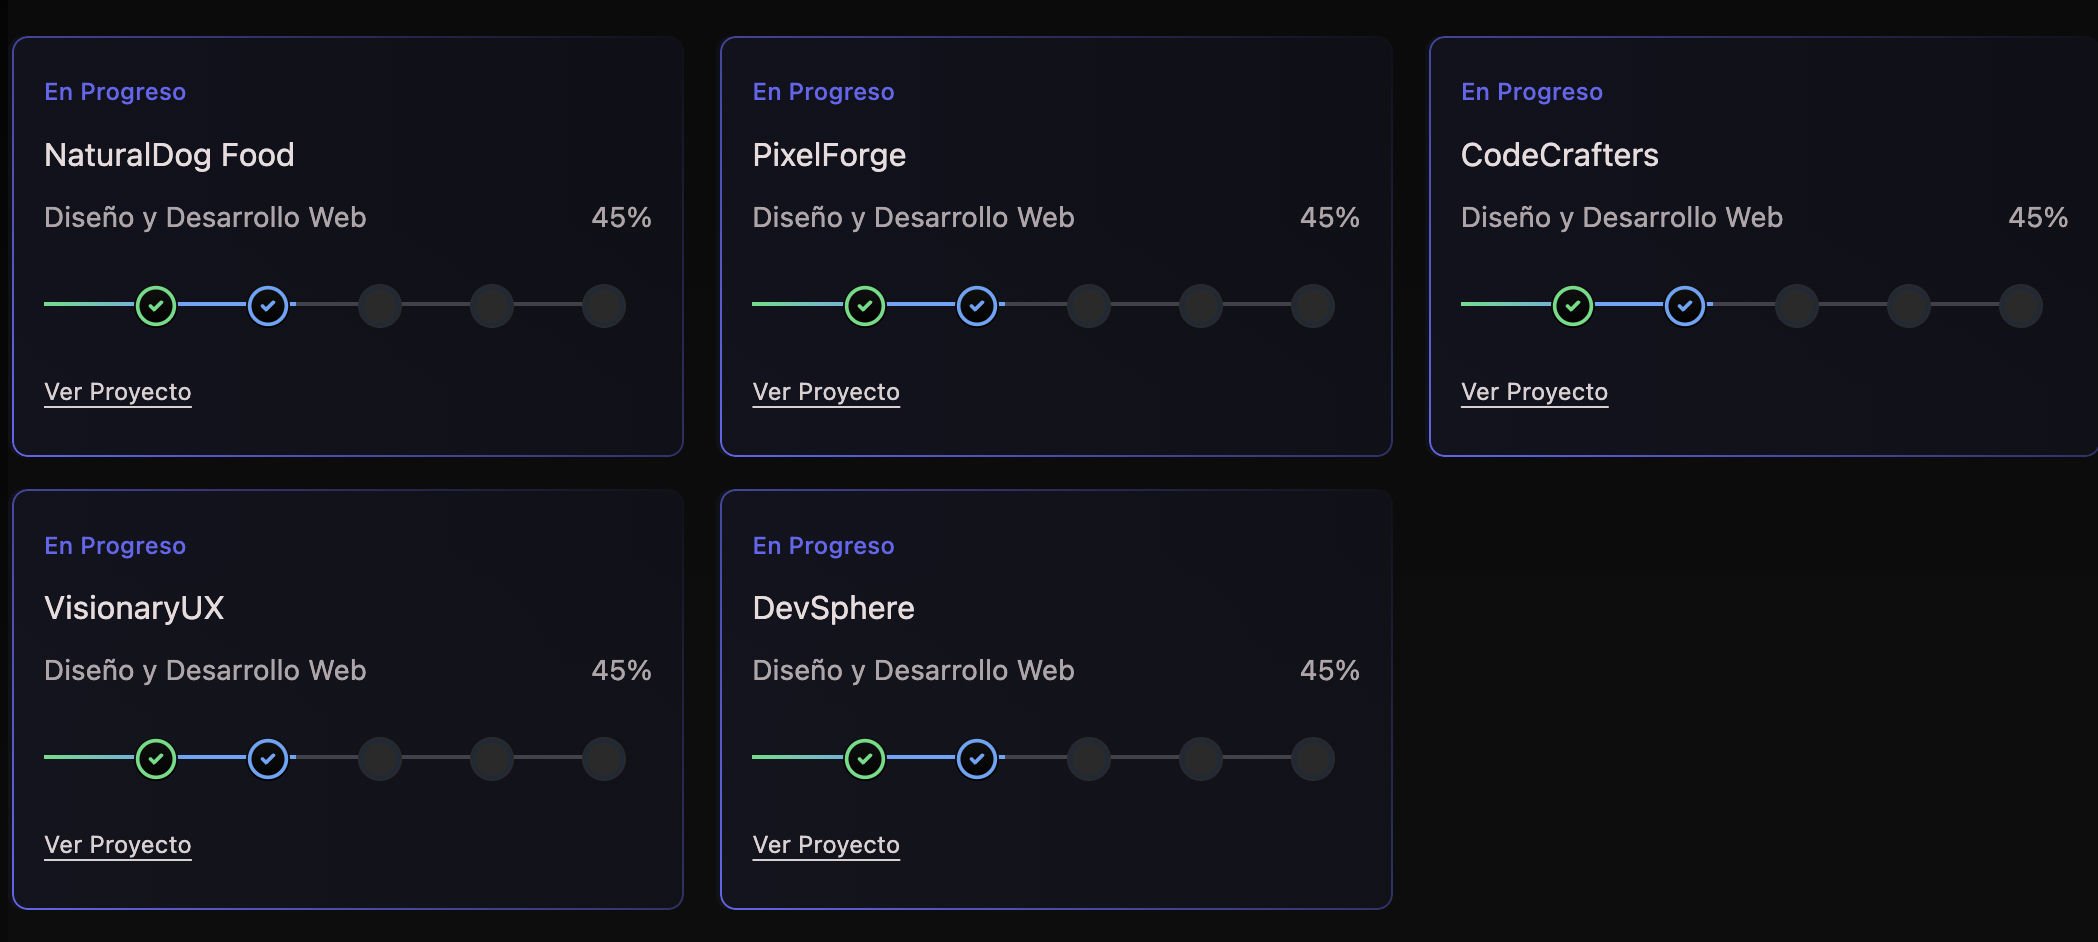 En Progreso
NaturalDog Food
Diseño y Desarrollo Web 45%
Ver Proyecto
En Progreso
PixelForge
Diseño y Desarrollo Web 45%
Ver Proyecto
En Progreso
CodeCrafters
Diseño y Desarrollo Web 45%
Ver Proyecto
En Progreso
VisionaryUX
Diseño y Desarrollo Web 45%
Ver Proyecto
En Progreso
DevSphere
Diseño y Desarrollo Web 45%
Ver Proyecto